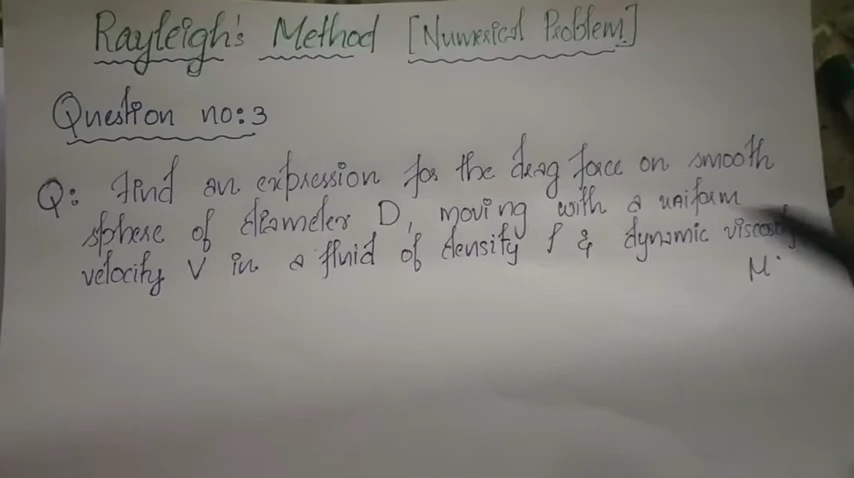 Rayleigh's Method [Numerical Problem]
Question no:3
Q: Find an expression for the drag force on smooth
sphere of diameter D, moving with a uniform
velocity V in a fluid of density ρ & dynamic viscosity
μ.